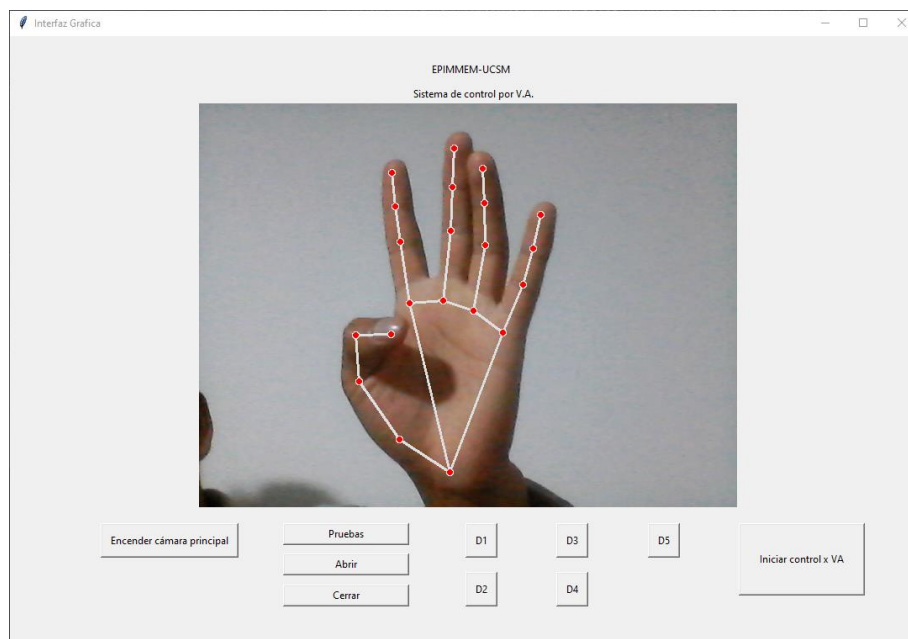 Interfaz Grafica
EPIMMEM-UCSM
Sistema de control por V.A.
Encender cámara principal
Pruebas
Abrir
Cerrar
D1
D3
D5
D2
D4
Iniciar control x VA